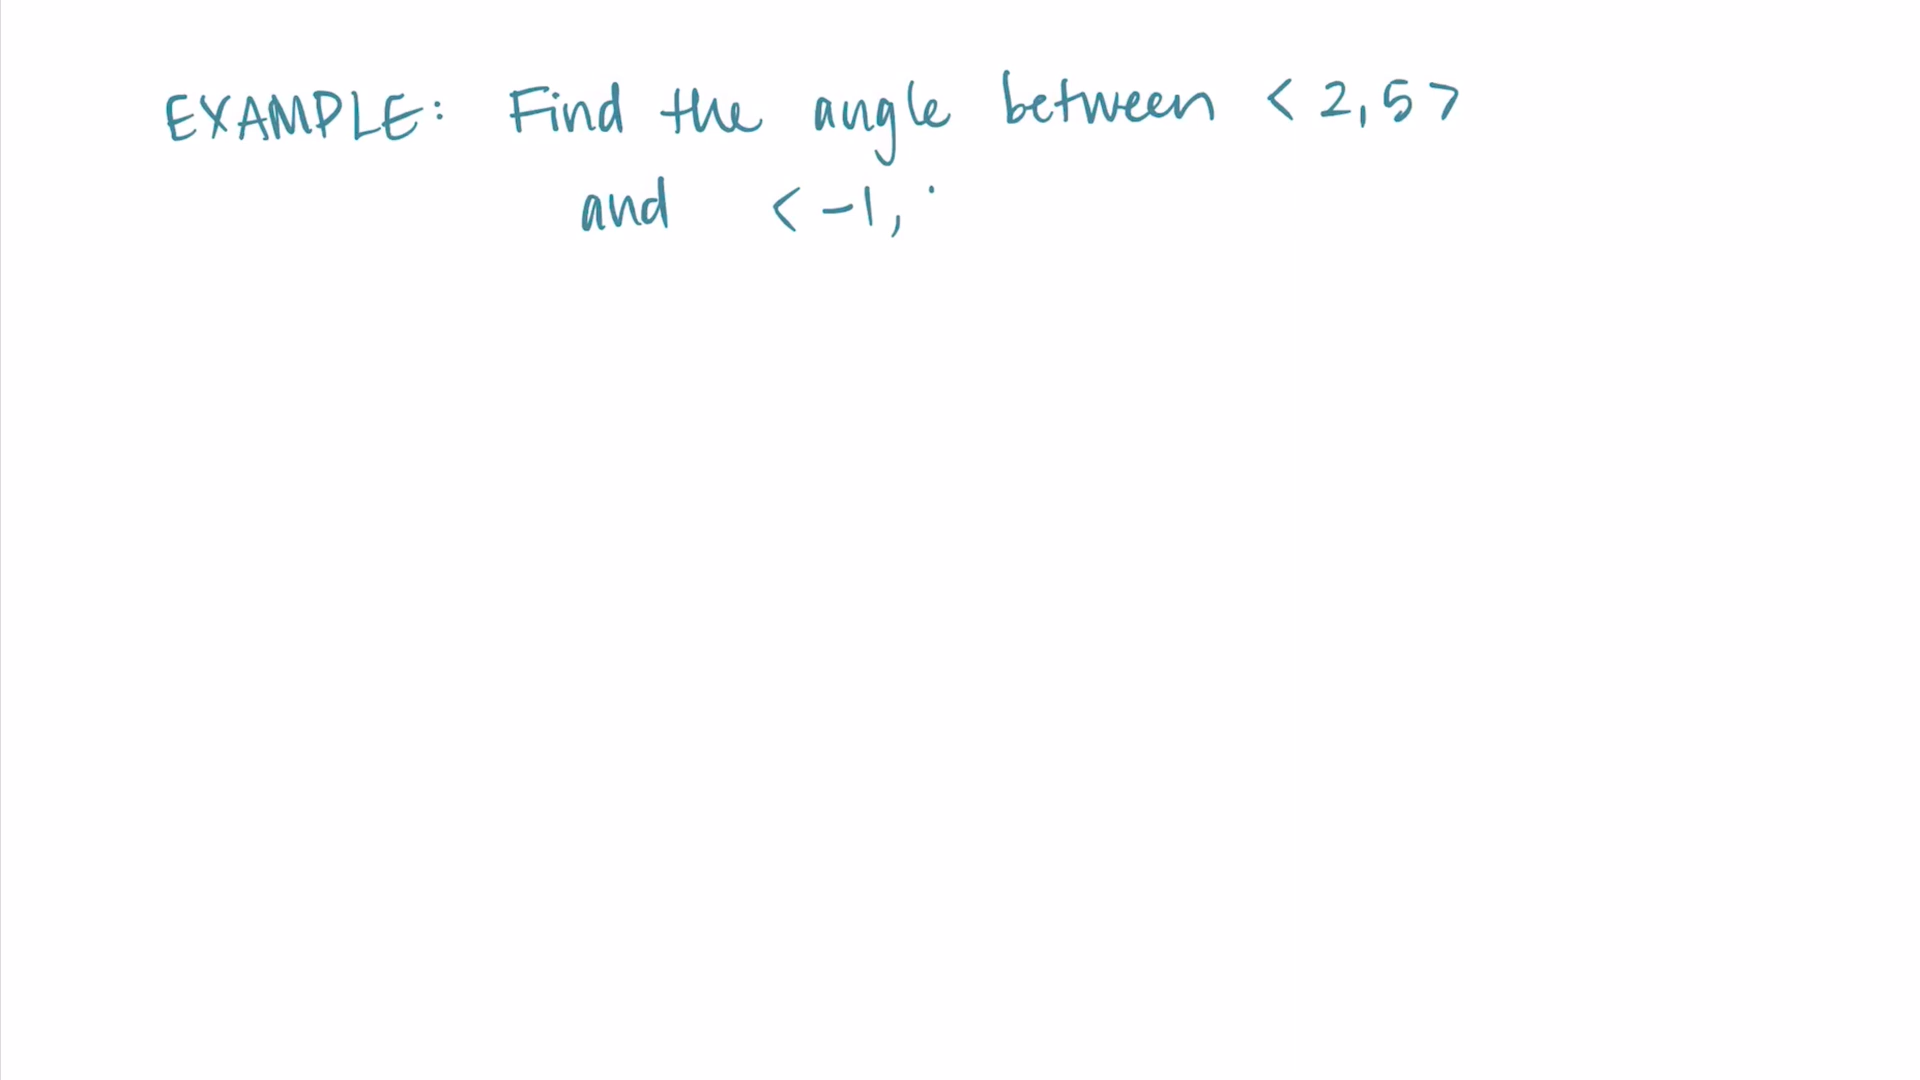 EXAMPLE: Find the angle between < 2, 5 >
and < -1,